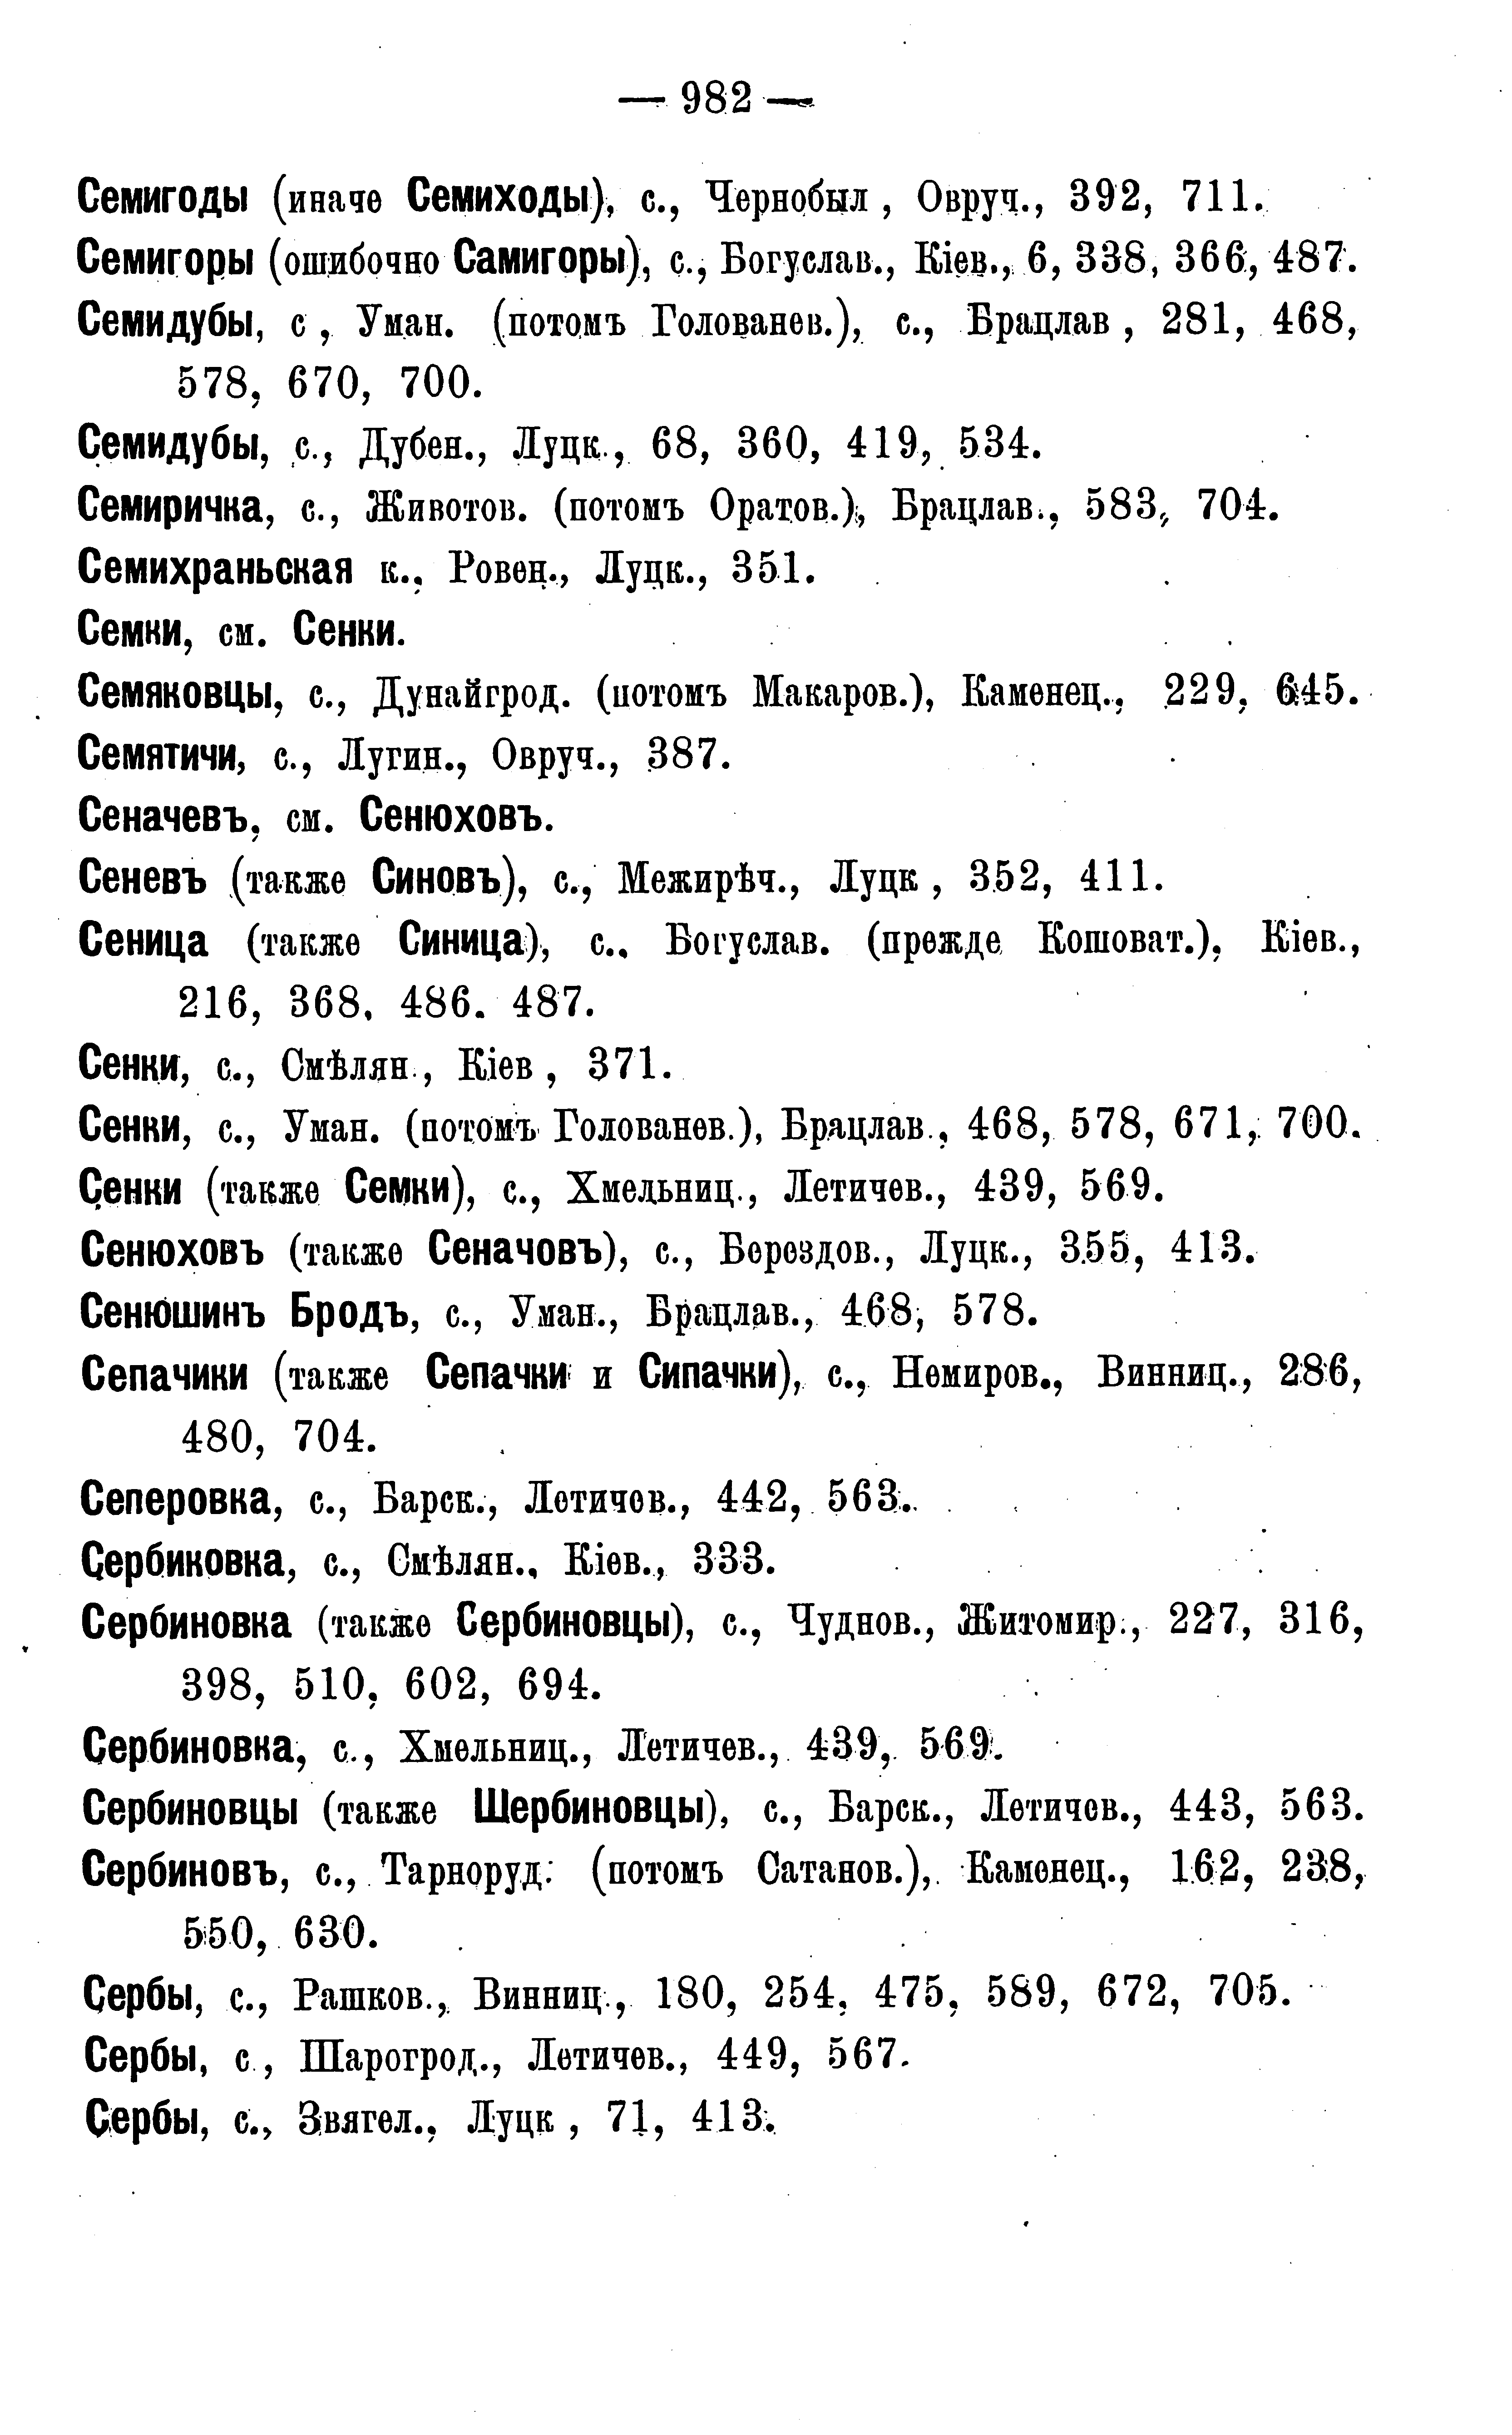 — 982 —
Семигоды (иначе Семиходы), с., Чернобыл , Овруч., 392, 711.
Семигоры (ошибочно Самигоры), с., Богуслав., Кіев., 6, 338, 366, 487.
Семидубы, с , Уман. (потомъ Голованев.), с., Брацлав , 281, 468,
578, 670, 700.
Семидубы, с., Дубен., Луцк., 68, 360, 419, 534.
Семиричка, с., Животов. (потомъ Оратов.), Брацлав., 583, 704.
Семихраньская к., Ровен., Луцк., 351.
Семки, см. Сенки.
Семяковцы, с., Дунайгрод. (потомъ Макаров.), Каменец., 229, 645.
Семятичи, с., Лугин., Овруч., 387.
Сеначевъ, см. Сенюховъ.
Сеневъ (также Синовъ), с., Межирѣч., Луцк , 352, 411.
Сеница (также Синица), с., Богуслав. (прежде Кошоват.), Кіев.,
216, 368, 486. 487.
Сенки, с., Смѣлян., Кіев , 371.
Сенки, с., Уман. (потомъ Голованев.), Брацлав., 468, 578, 671, 700.
Сенки (также Семки), с., Хмельниц., Летичев., 439, 569.
Сенюховъ (также Сеначовъ), с., Берездов., Луцк., 355, 413.
Сенюшинъ Бродъ, с., Уман., Брацлав., 468, 578.
Сепачики (также Сепачки и Сипачки), с., Немиров., Винниц., 286,
480, 704.
Сеперовка, с., Барск., Летичев., 442, 563.
Сербиковка, с., Смѣлян., Кіев., 333.
Сербиновка (также Сербиновцы), с., Чуднов., Житомир., 227, 316,
398, 510, 602, 694.
Сербиновка, с., Хмельниц., Летичев., 439, 569.
Сербиновцы (также Шербиновцы), с., Барск., Летичев., 443, 563.
Сербиновъ, с., Тарноруд. (потомъ Сатанов.), Каменец., 162, 238,
550, 630.
Сербы, с., Рашков., Винниц., 180, 254, 475, 589, 672, 705.
Сербы, с., Шарогрод., Летичев., 449, 567.
Сербы, с., Звягел., Луцк , 71, 413.